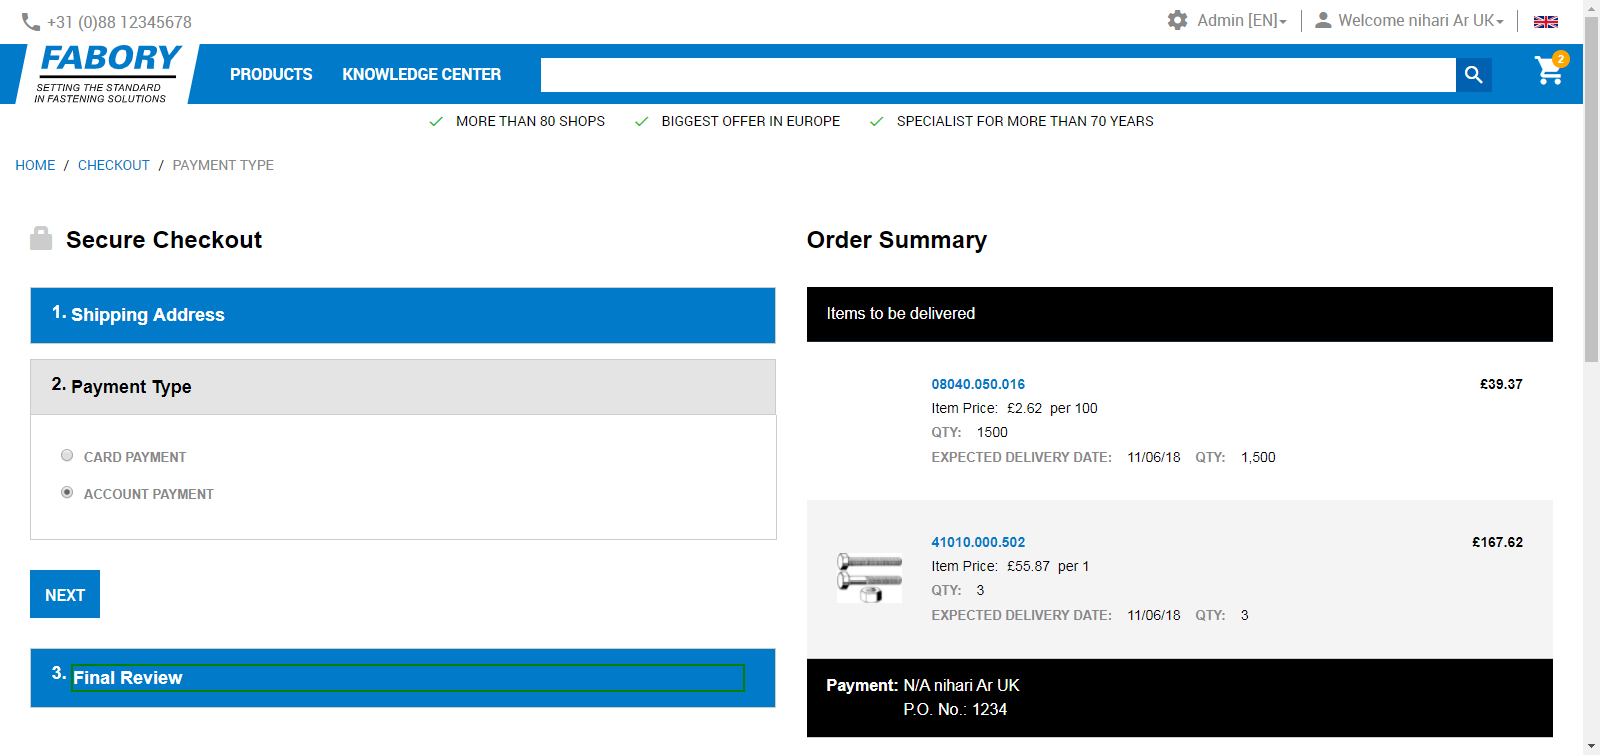 +31 (0)88 12345678
Admin [EN]
Welcome nihari Ar UK
FABORY
SETTING THE STANDARD
IN FASTENING SOLUTIONS
PRODUCTS
KNOWLEDGE CENTER
2
MORE THAN 80 SHOPS
BIGGEST OFFER IN EUROPE
SPECIALIST FOR MORE THAN 70 YEARS
HOME / CHECKOUT / PAYMENT TYPE
Secure Checkout
1. Shipping Address
2. Payment Type
CARD PAYMENT
ACCOUNT PAYMENT
NEXT
3. Final Review
Order Summary
Items to be delivered
08040.050.016 £39.37
Item Price: £2.62 per 100
QTY: 1500
EXPECTED DELIVERY DATE: 11/06/18 QTY: 1,500
41010.000.502 £167.62
Item Price: £55.87 per 1
QTY: 3
EXPECTED DELIVERY DATE: 11/06/18 QTY: 3
Payment: N/A nihari Ar UK
P.O. No.: 1234